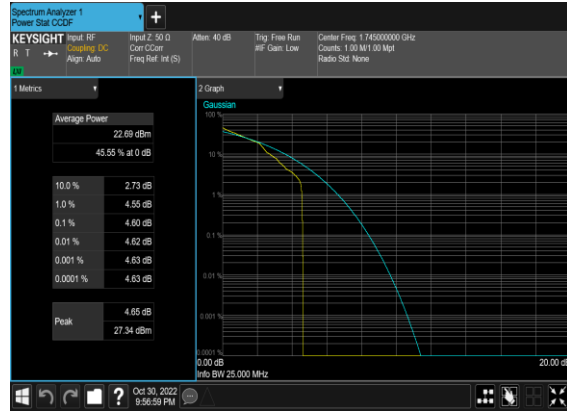 Spectrum Analyzer 1
Power Stat CCDF
+
KEYSIGHT
R T
Input: RF
Coupling: DC
Align: Auto
Input Z: 50 Ω
Corr CCorr
Freq Ref: Int (S)
Atten: 40 dB
Trig: Free Run
#IF Gain: Low
Center Freq: 1.745000000 GHz
Counts: 1.00 M/1.00 Mpt
Radio Std: None
1 Metrics
Average Power
22.69 dBm
45.55 % at 0 dB
10.0 % 2.73 dB
1.0 % 4.55 dB
0.1 % 4.60 dB
0.01 % 4.62 dB
0.001 % 4.63 dB
0.0001 % 4.63 dB
Peak
4.65 dB
27.34 dBm
2 Graph
Gaussian
100 %
10 %
1 %
0.1 %
0.01 %
0.001 %
0.0001 %
0.00 dB
20.00 dB
Info BW 25.000 MHz
?
Oct 30, 2022
9:56:59 PM